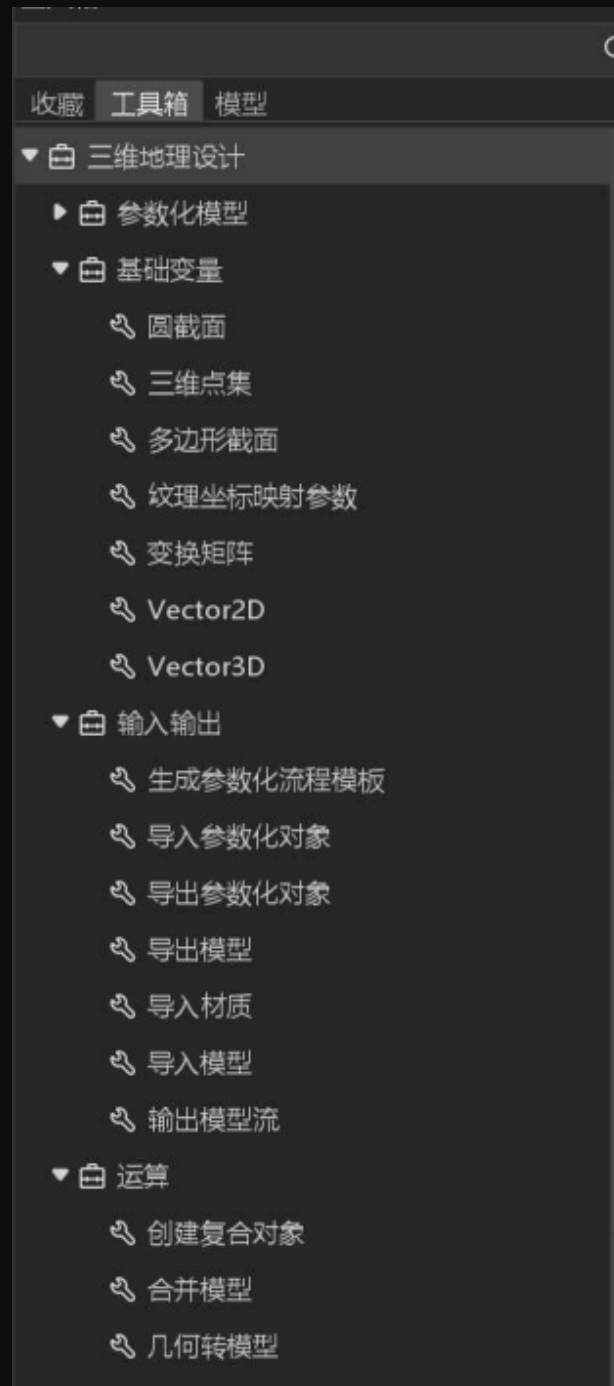 收藏 工具箱 模型
三维地理设计
参数化模型
基础变量
圆截面
三维点集
多边形截面
纹理坐标映射参数
变换矩阵
Vector2D
Vector3D
输入输出
生成参数化流程模板
导入参数化对象
导出参数化对象
导出模型
导入材质
导入模型
输出模型流
运算
创建复合对象
合并模型
几何转模型